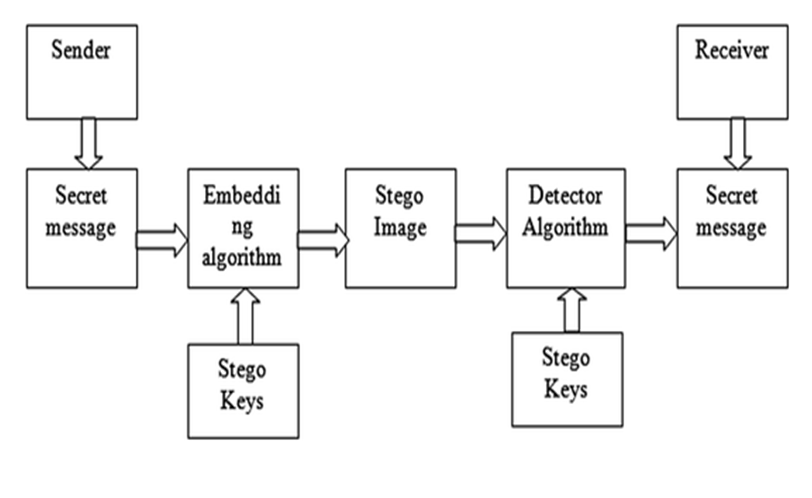 Sender
Receiver
Secret
message
Embeddi
ng
algorithm
Stego
Image
Detector
Algorithm
Secret
message
Stego
Keys
Stego
Keys